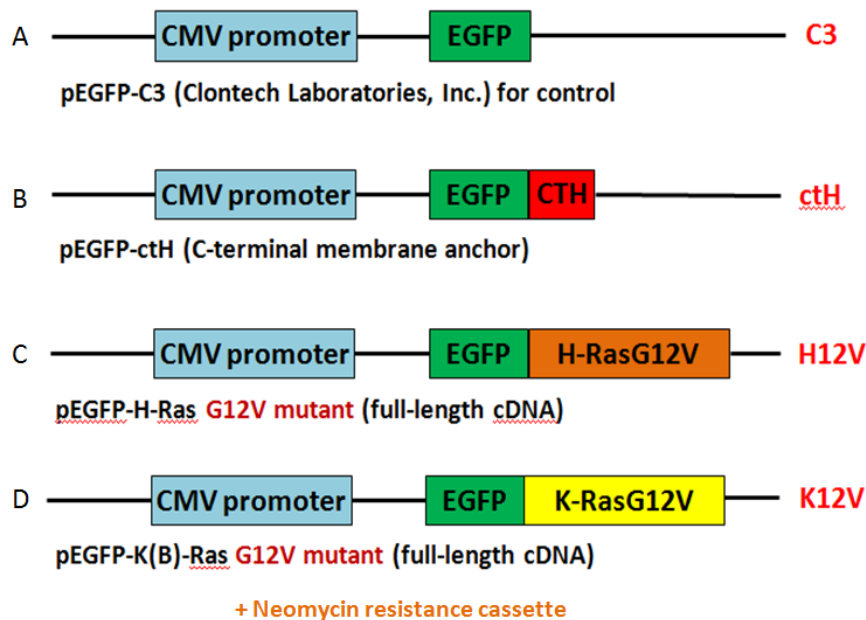 A CMV promoter EGFP C3
pEGFP-C3 (Clontech Laboratories, Inc.) for control
B CMV promoter EGFP CTH ctH
pEGFP-ctH (C-terminal membrane anchor)
C CMV promoter EGFP H-RasG12V H12V
pEGFP-H-Ras G12V mutant (full-length cDNA)
D CMV promoter EGFP K-RasG12V K12V
pEGFP-K(B)-Ras G12V mutant (full-length cDNA)
+ Neomycin resistance cassette